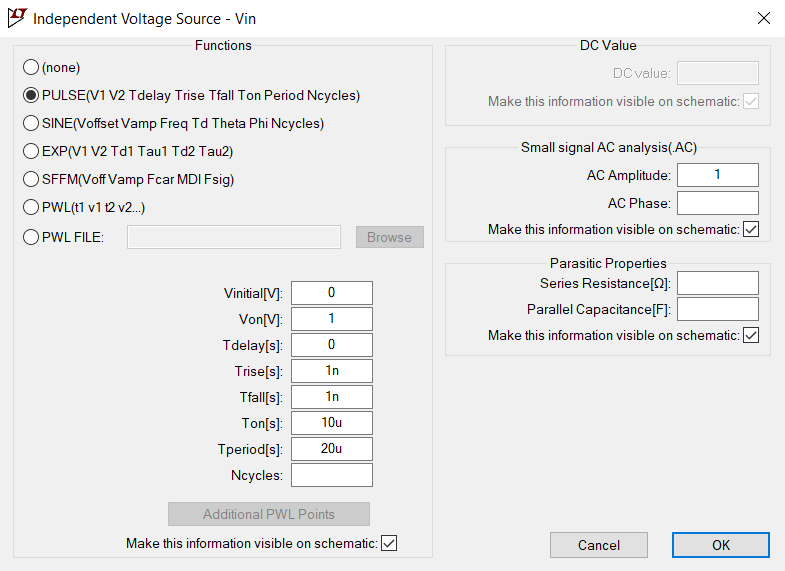 Independent Voltage Source - Vin
Functions
(none)
PULSE(V1 V2 Tdelay Trise Tfall Ton Period Ncycles)
SINE(Voffset Vamp Freq Td Theta Phi Ncycles)
EXP(V1 V2 Td1 Tau1 Td2 Tau2)
SFFM(Voff Vamp Fcar MDI Fsig)
PWL(t1 v1 t2 v2...)
PWL FILE:
Browse
Vinitial[V]: 0
Von[V]: 1
Tdelay[s]: 0
Trise[s]: 1n
Tfall[s]: 1n
Ton[s]: 10u
Tperiod[s]: 20u
Ncycles:
Additional PWL Points
Make this information visible on schematic:
DC Value
DC value:
Make this information visible on schematic:
Small signal AC analysis(.AC)
AC Amplitude: 1
AC Phase:
Make this information visible on schematic:
Parasitic Properties
Series Resistance[Ω]:
Parallel Capacitance[F]:
Make this information visible on schematic:
Cancel
OK